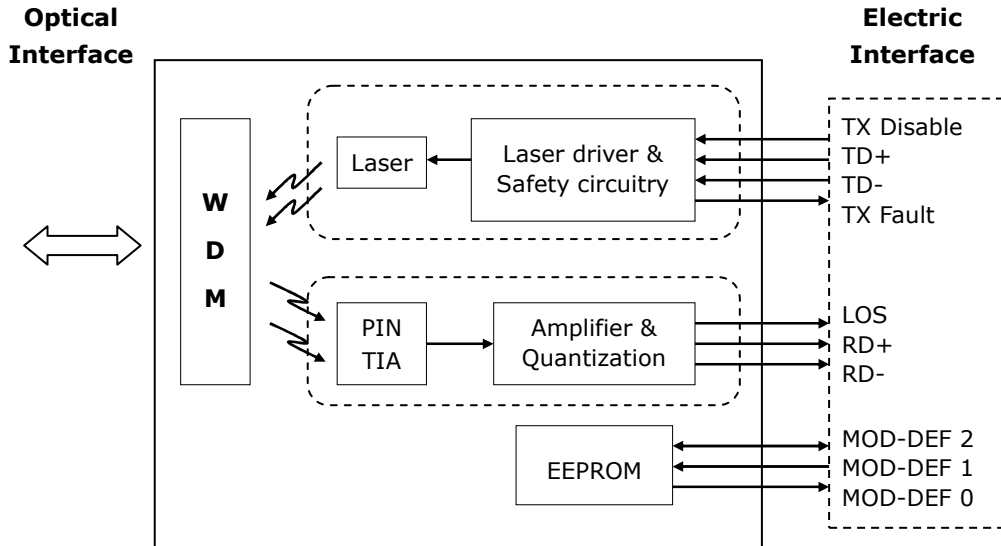 Optical
Interface
Electric
Interface
W
D
M
Laser
Laser driver &
Safety circuitry
TX Disable
TD+
TD-
TX Fault
PIN
TIA
Amplifier &
Quantization
LOS
RD+
RD-
EEPROM
MOD-DEF 2
MOD-DEF 1
MOD-DEF 0